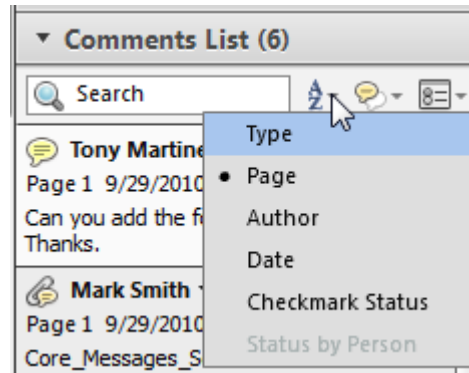 Comments List (6)
Search
Type
Tony Martine
Page
Page 1 9/29/2010
Author
Can you add the f
Thanks.
Date
Mark Smith
Checkmark Status
Page 1 9/29/2010
Status by Person
Core_Messages_S